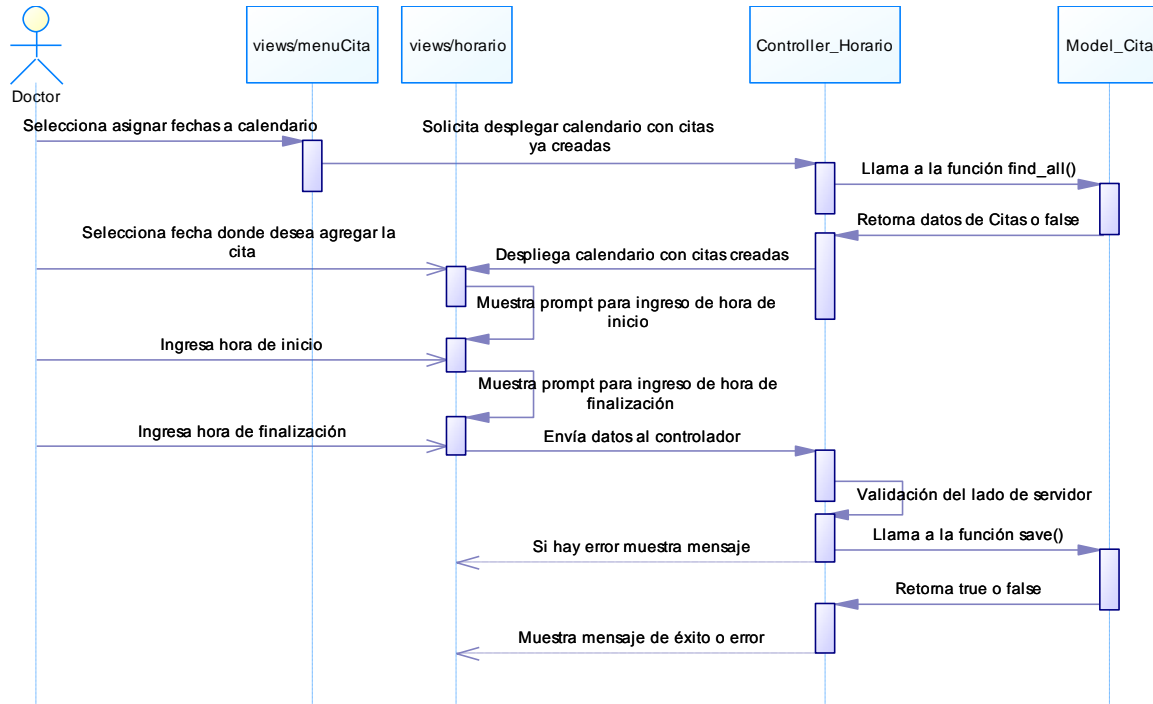 views/menuCita
views/horario
Controller_Horario
Model_Cita
Doctor
Selecciona asignar fechas a calendario
Solicita desplegar calendario con citas
ya creadas
Llama a la función find_all()
Retorna datos de Citas o false
Selecciona fecha donde desea agregar la
cita
Despliega calendario con citas creadas
Muestra prompt para ingreso de hora de
inicio
Ingresa hora de inicio
Muestra prompt para ingreso de hora de
finalización
Ingresa hora de finalización
Envía datos al controlador
Validación del lado de servidor
Llama a la función save()
Si hay error muestra mensaje
Retorna true o false
Muestra mensaje de éxito o error